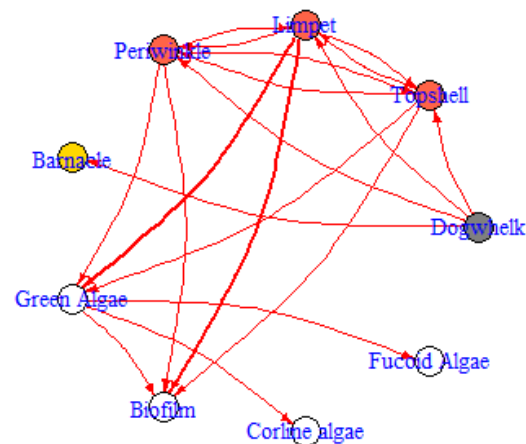 Limpet
Periwinkle
Topshell
Barnacle
Dogwhelk
Green Algae
Fucoid Algae
Biofilm
Corline algae